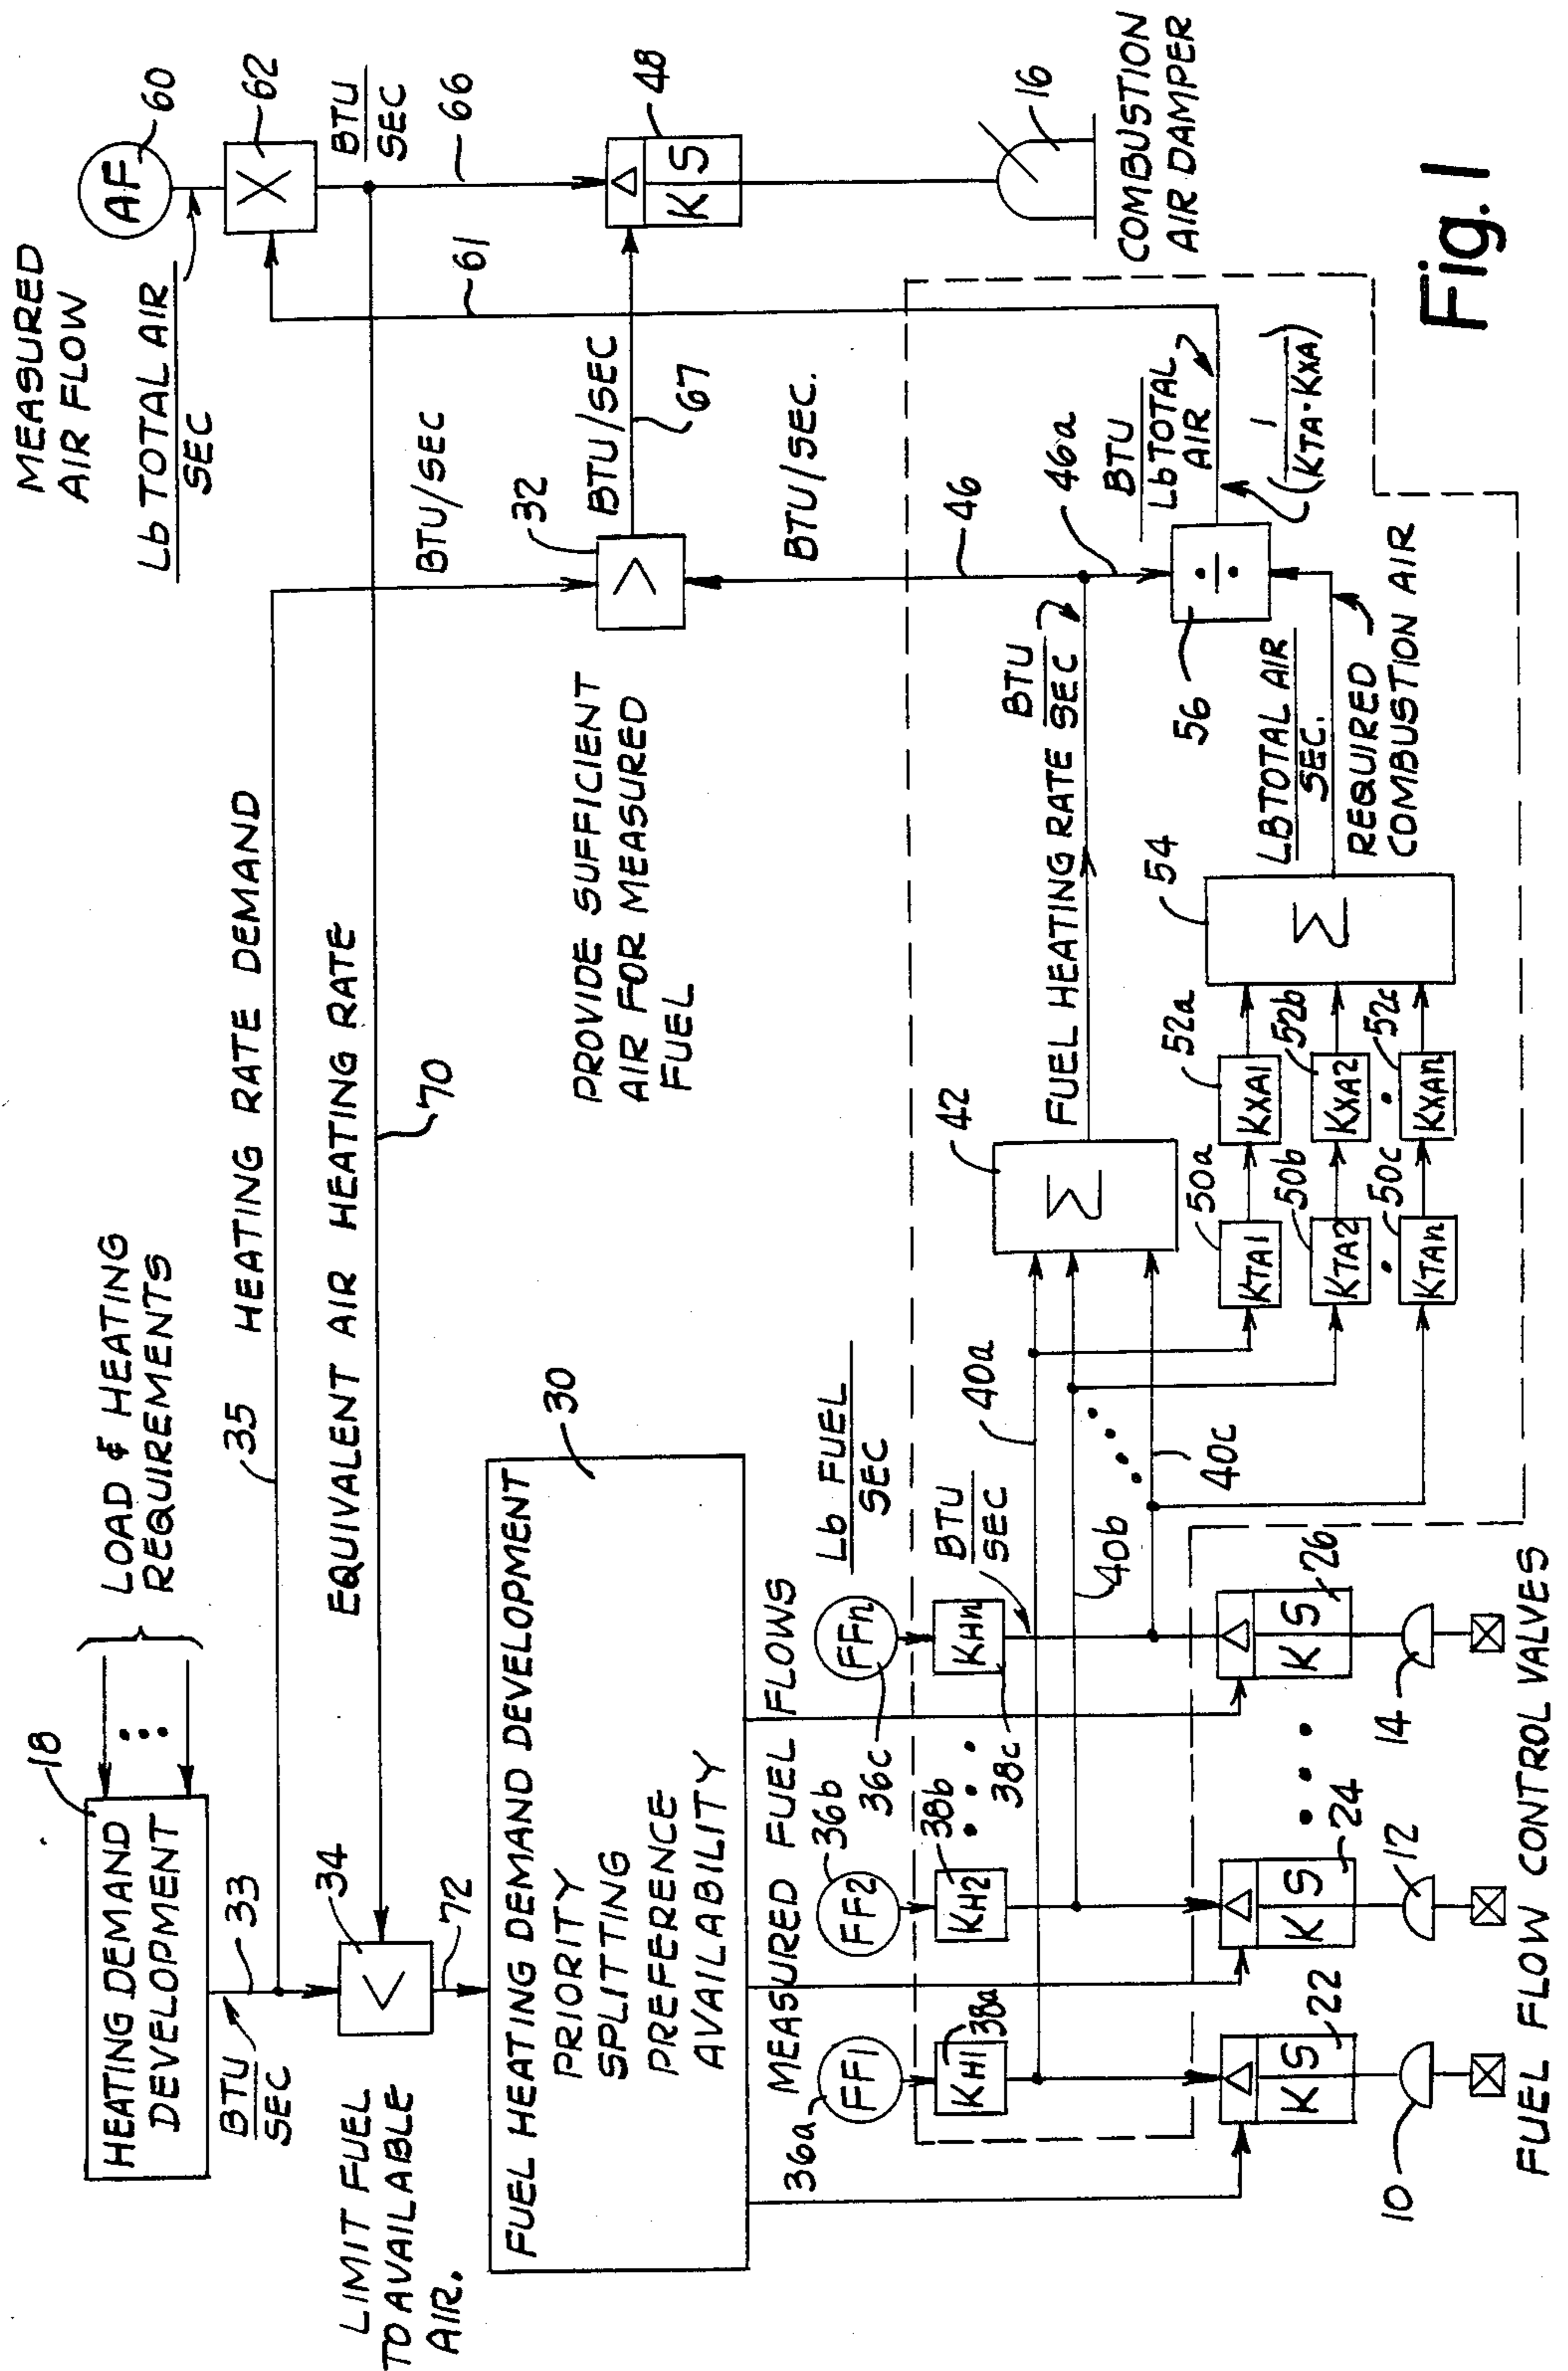 MEASURED
AIR FLOW
AF
60
Lb TOTAL AIR
SEC
X
62
BTU
SEC
66
61
Δ
K S
48
16
COMBUSTION
AIR DAMPER
18
HEATING DEMAND
DEVELOPMENT
LOAD & HEATING
REQUIREMENTS
BTU
SEC
33
35
HEATING RATE DEMAND
BTU/SEC
EQUIVALENT AIR HEATING RATE
70
34
<
72
LIMIT FUEL
TO AVAILABLE
AIR.
32
>
BTU/SEC
67
BTU/SEC.
PROVIDE SUFFICIENT
AIR FOR MEASURED
FUEL
30
FUEL HEATING DEMAND DEVELOPMENT
PRIORITY
SPLITTING
PREFERENCE
AVAILABILITY
MEASURED FUEL FLOWS
Lb FUEL
SEC
36a
FF1
36b
FF2
36c
FFn
KH1
38a
KH2
38b
KHn
38c
BTU
SEC
40a
40b
40c
42
Σ
FUEL HEATING RATE
BTU
SEC
46
46a
÷
56
BTU
LbTOTAL
AIR
1
(KTA·KXA)
50a
KTA1
52a
KXA1
50b
KTA2
52b
KXA2
50c
KTAn
52c
KXAn
54
Σ
LBTOTAL AIR
SEC.
REQUIRED
COMBUSTION AIR
Δ
K S
22
Δ
K S
24
Δ
K S
26
10
12
14
FUEL FLOW CONTROL VALVES
Fig. 1